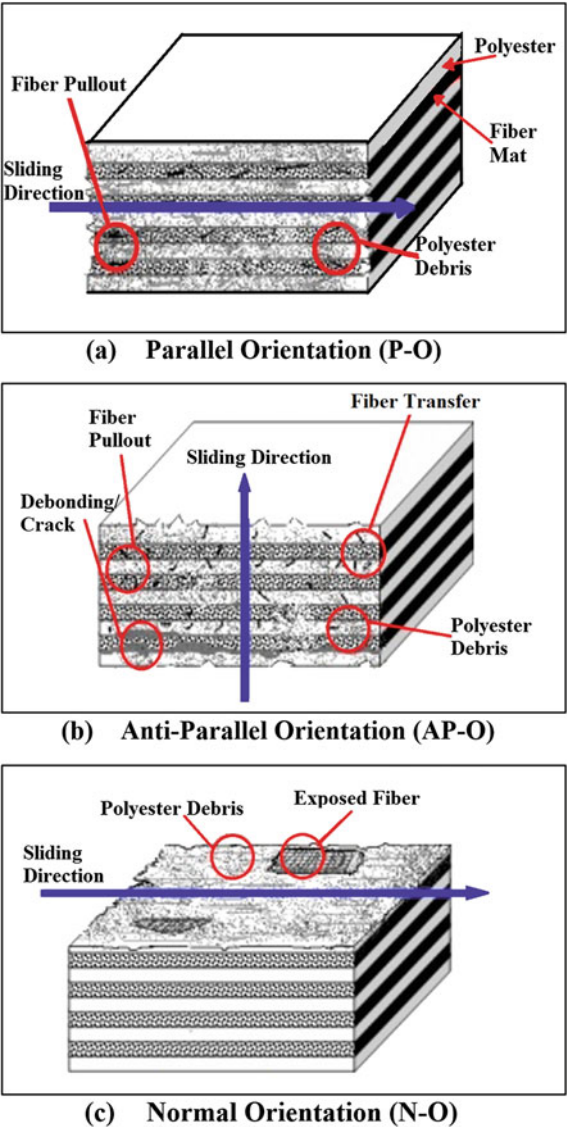 Polyester
Fiber Pullout
Fiber
Mat
Sliding
Direction
Polyester
Debris
(a) Parallel Orientation (P-O)
Fiber Transfer
Fiber
Pullout
Sliding Direction
Debonding/
Crack
Polyester
Debris
(b) Anti-Parallel Orientation (AP-O)
Exposed Fiber
Polyester Debris
Sliding
Direction
(c) Normal Orientation (N-O)